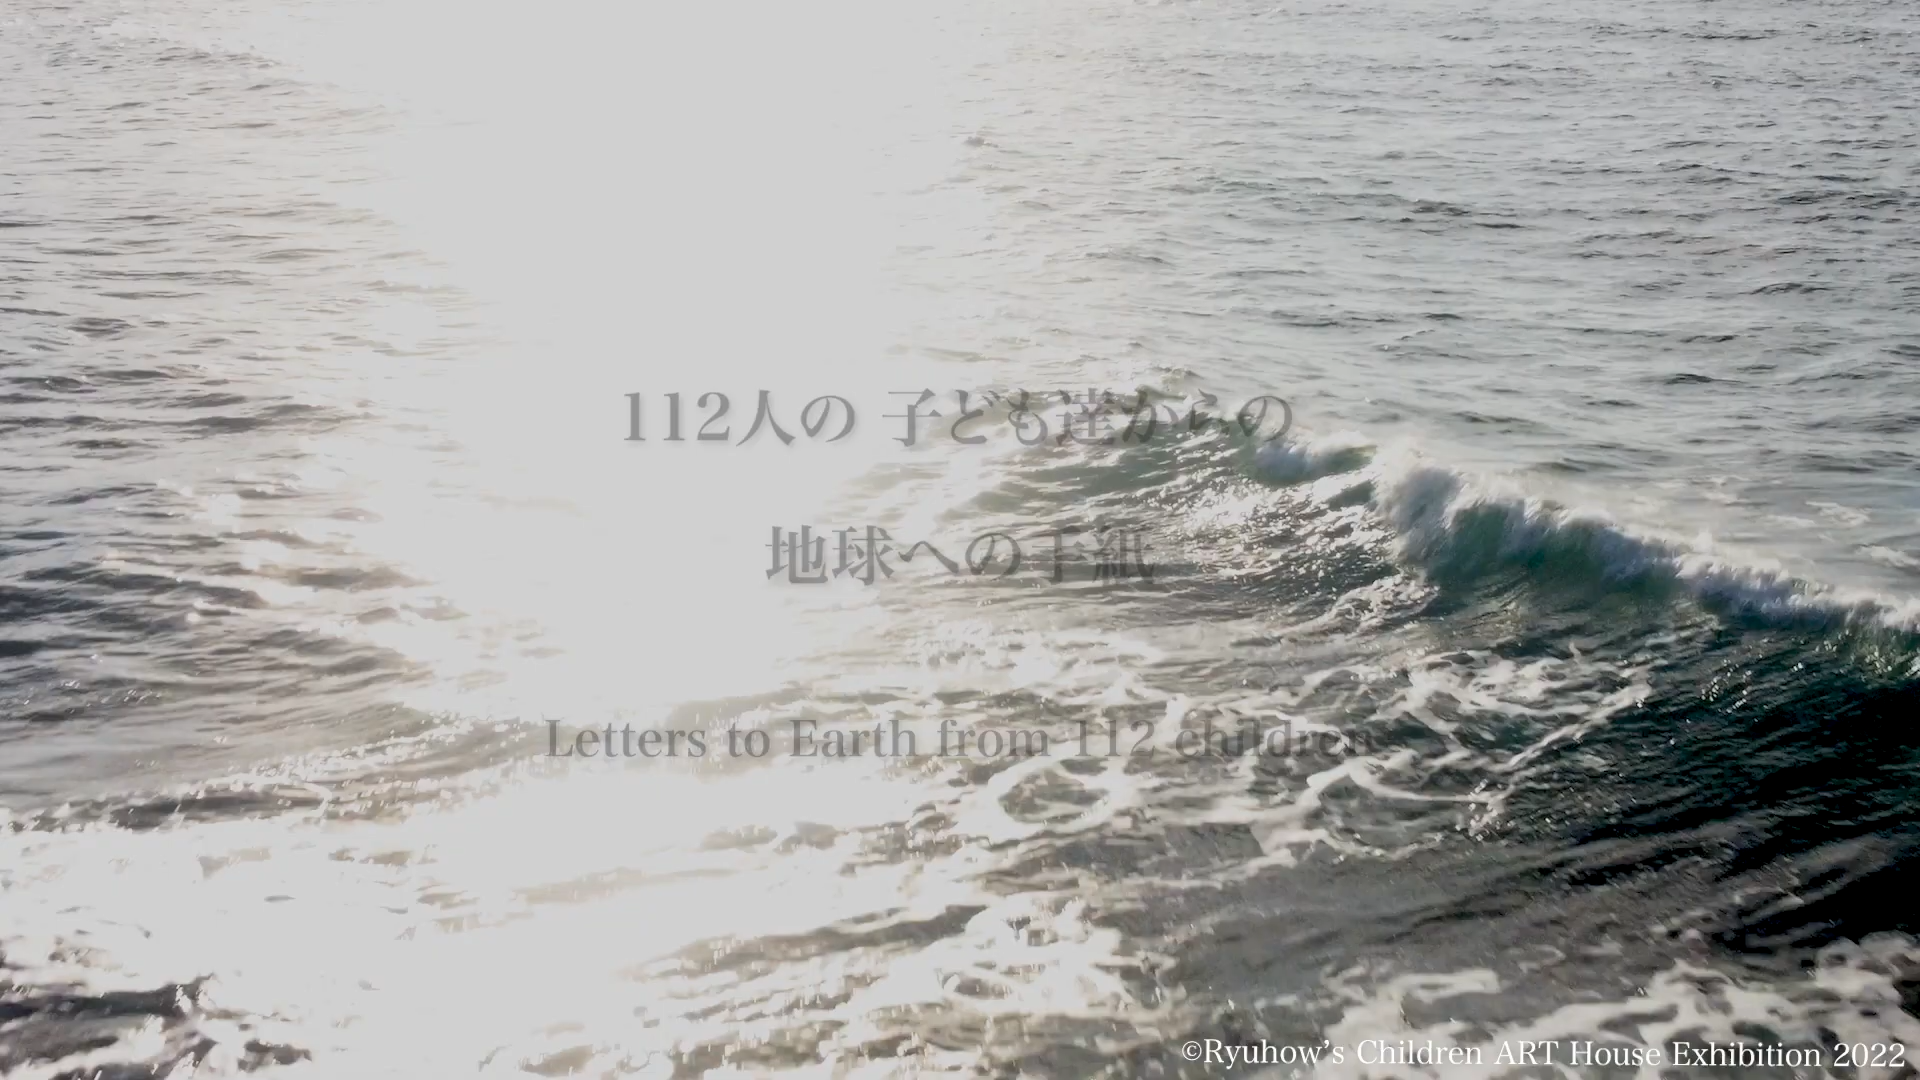 112人の 子ども達からの
地球への手紙
Letters to Earth from 112 children
©Ryuhow’s Children ART House Exhibition 2022